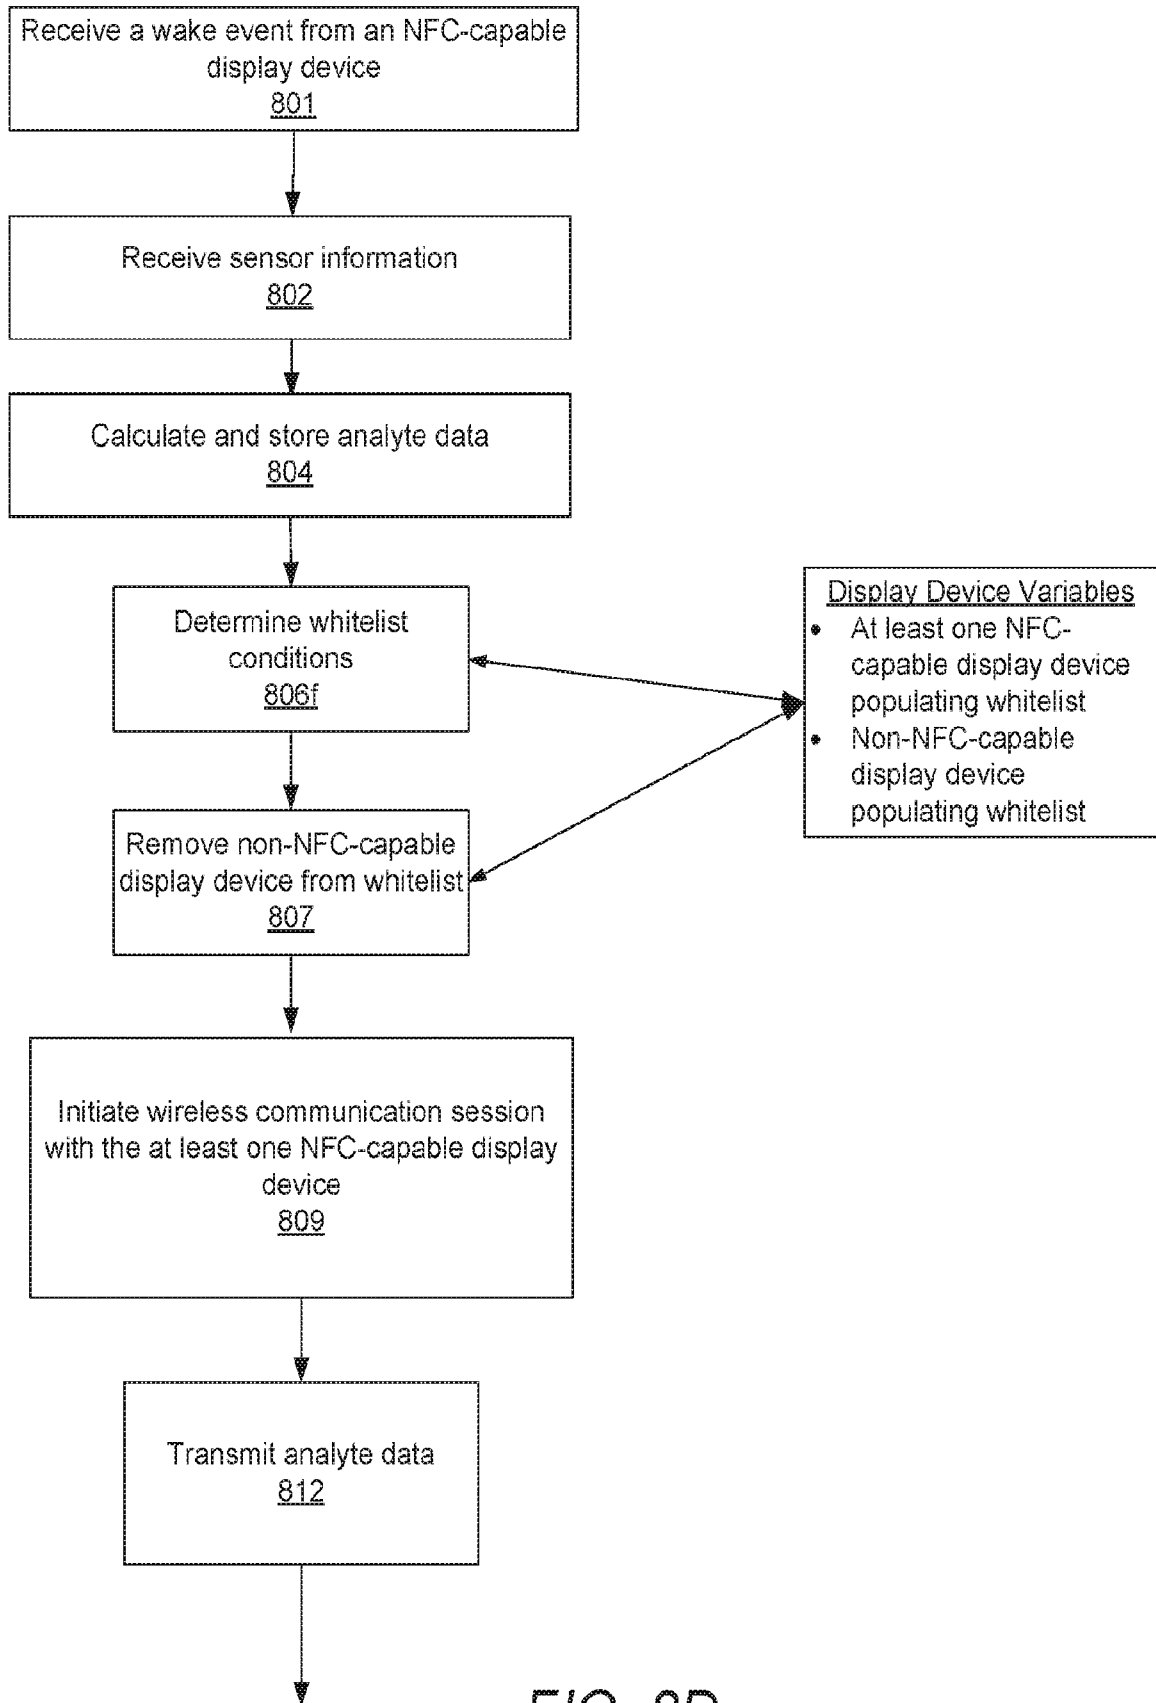 Receive a wake event from an NFC-capable
display device
801
Receive sensor information
802
Calculate and store analyte data
804
Determine whitelist
conditions
806f
Display Device Variables
• At least one NFC-
capable display device
populating whitelist
• Non-NFC-capable
display device
populating whitelist
Remove non-NFC-capable
display device from whitelist
807
Initiate wireless communication session
with the at least one NFC-capable display
device
809
Transmit analyte data
812